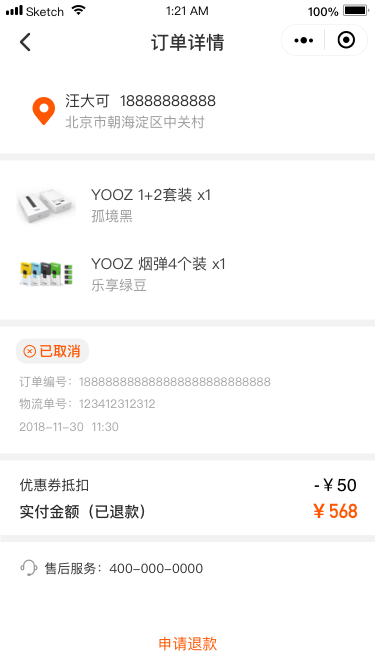 Sketch 1:21 AM 100%
订单详情
汪大可 18888888888
北京市朝海淀区中关村
YOOZ 1+2套装 x1
孤境黑
YOOZ 烟弹4个装 x1
乐享绿豆
已取消
订单编号：188888888888888888888888888
物流单号：123412312312
2018-11-30 11:30
优惠券抵扣 -￥50
实付金额（已退款） ￥568
售后服务：400-000-0000
申请退款